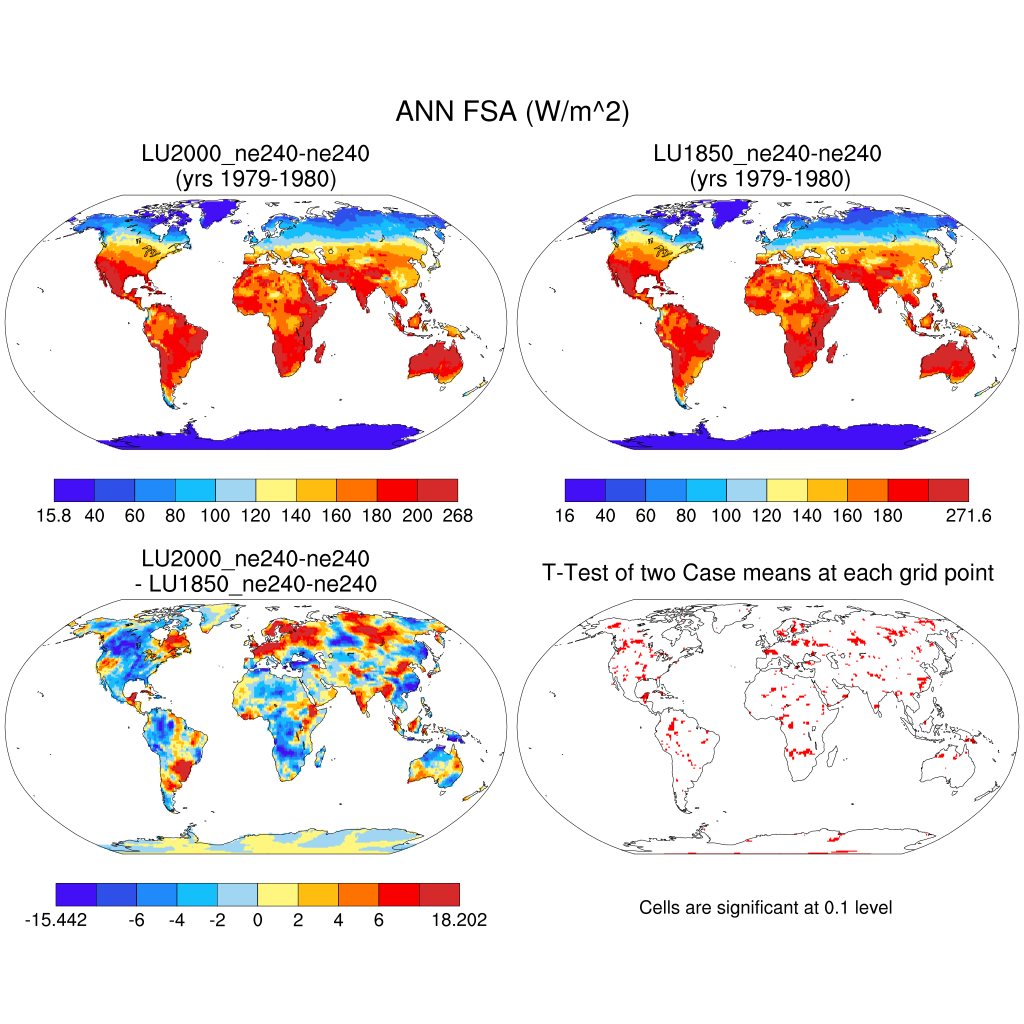 ANN FSA (W/m^2)
LU2000_ne240-ne240
(yrs 1979-1980)
LU1850_ne240-ne240
(yrs 1979-1980)
15.8 40 60 80 100 120 140 160 180 200 268
16 40 60 80 100 120 140 160 180 271.6
LU2000_ne240-ne240
- LU1850_ne240-ne240
T-Test of two Case means at each grid point
-15.442 -6 -4 -2 0 2 4 6 18.202
Cells are significant at 0.1 level